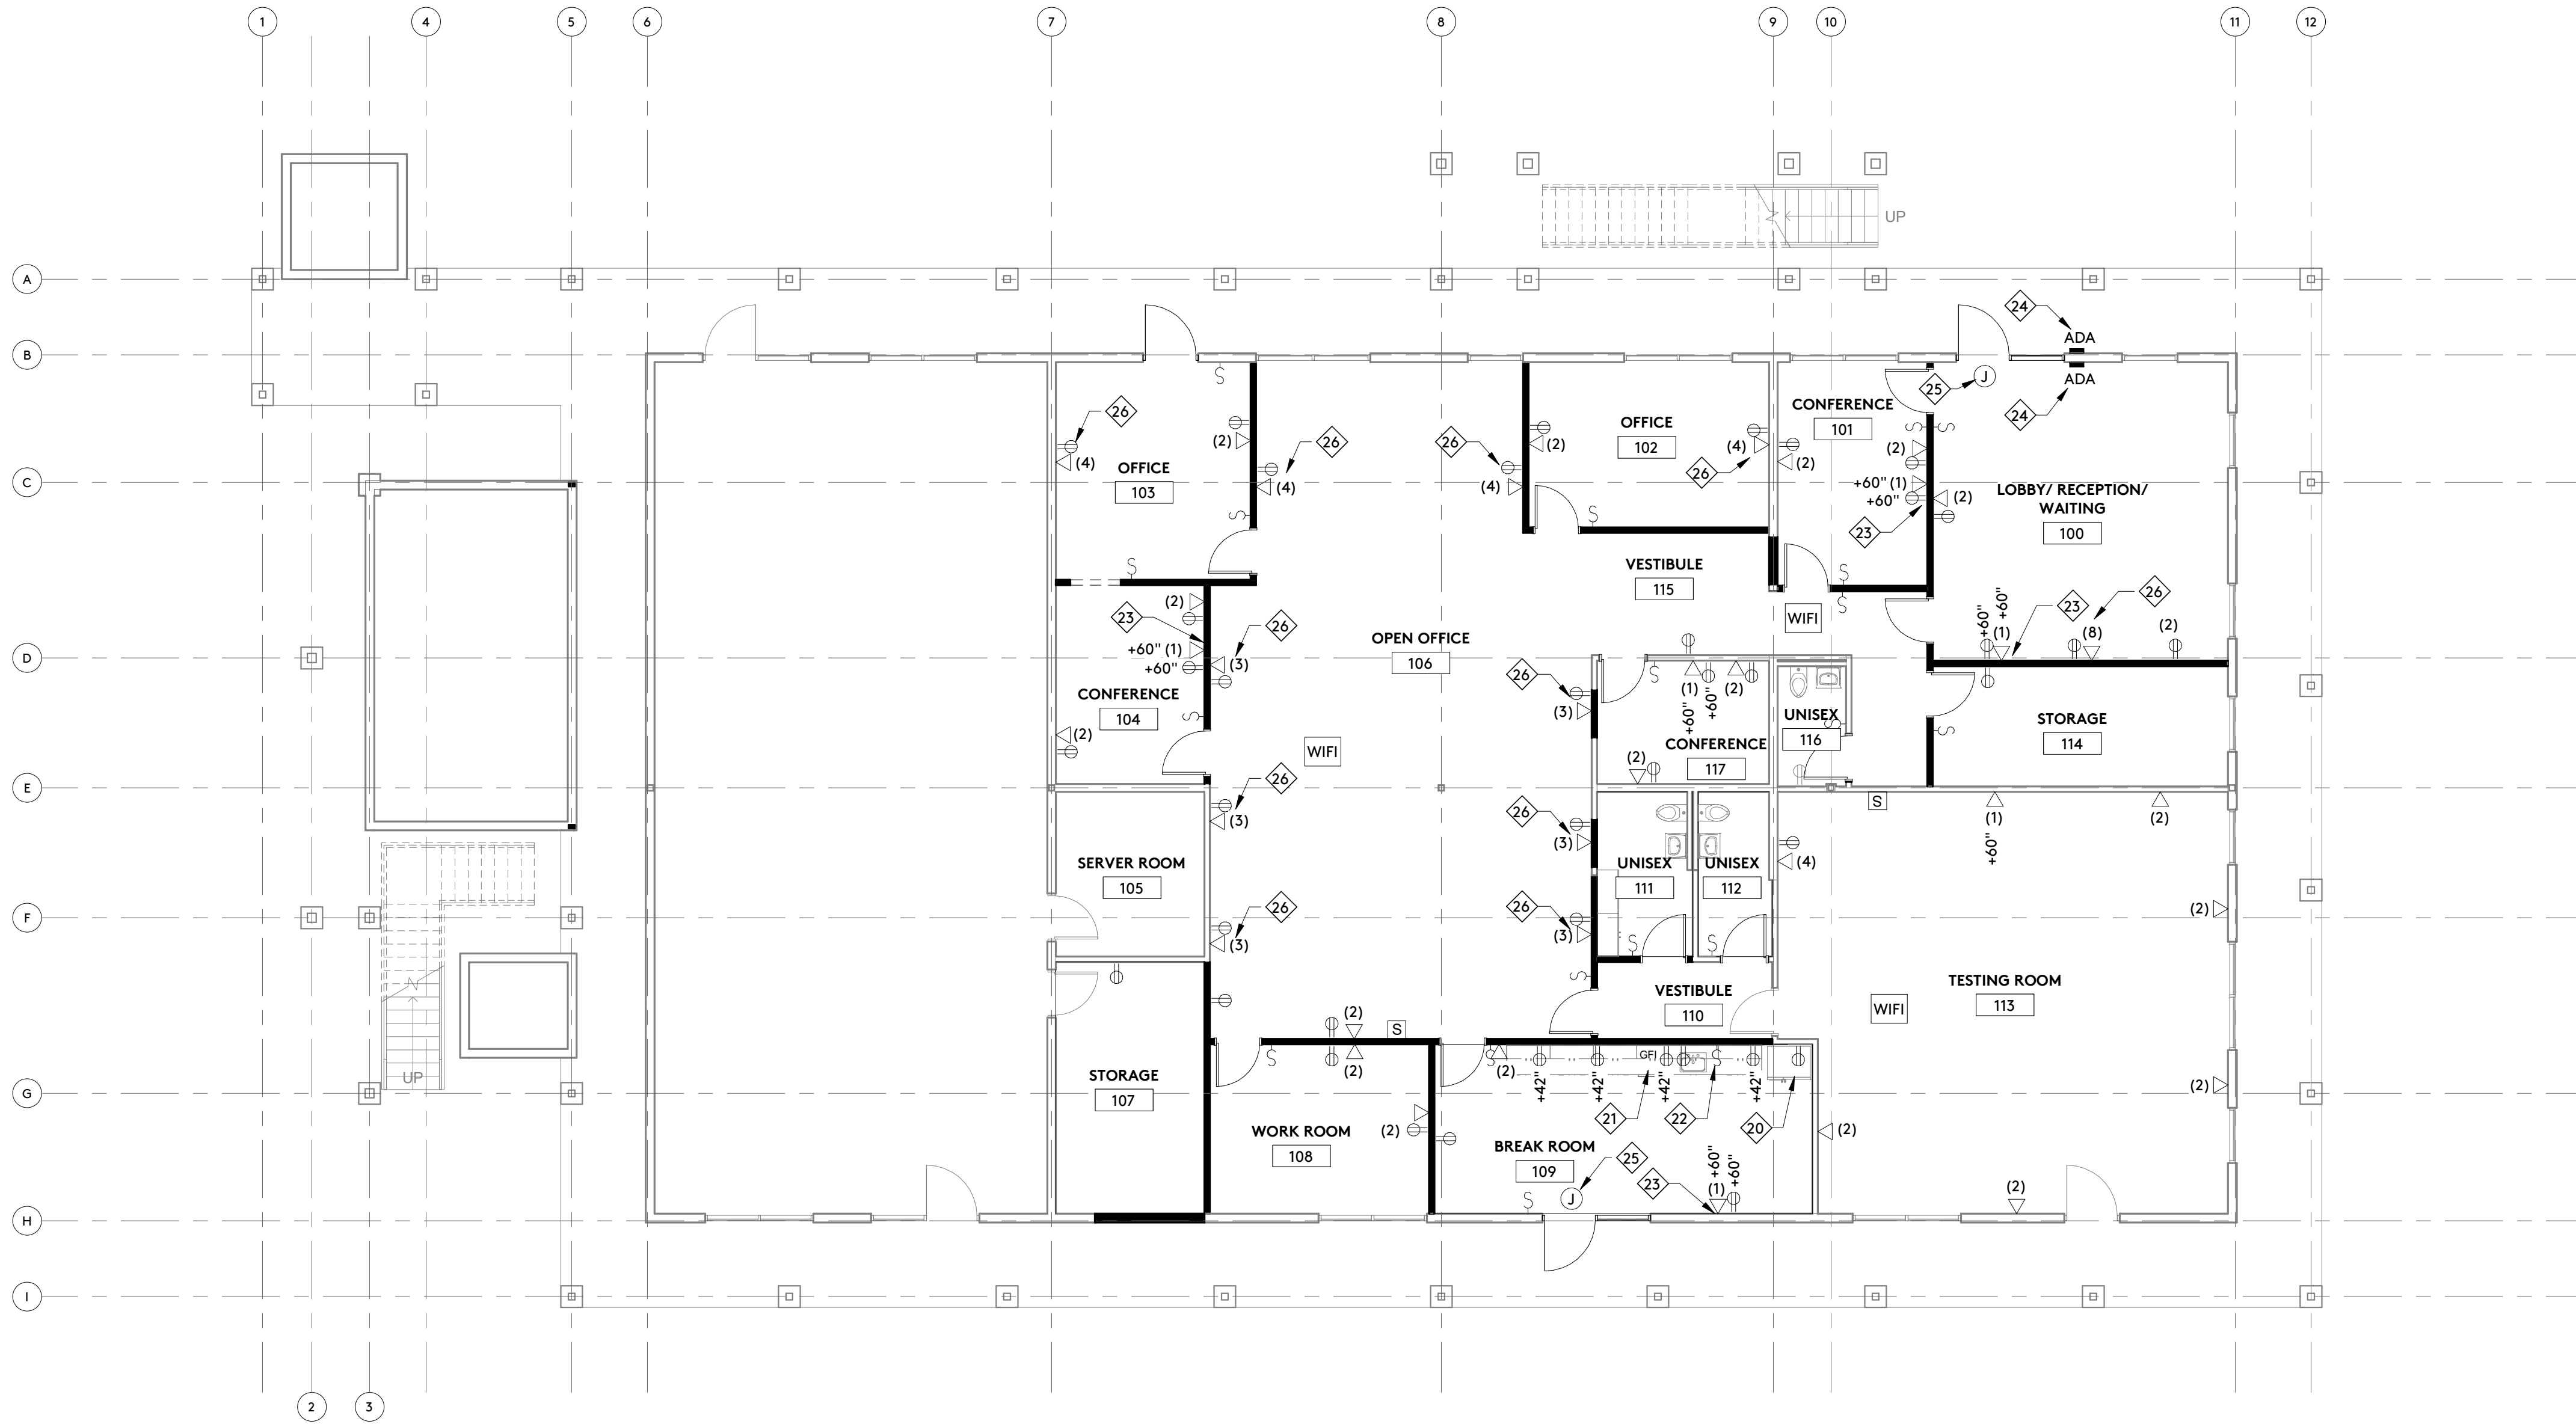 1 4 5 6 7 8 9 10 11 12
UP
A
24
ADA
B
ADA
25 J
24
CONFERENCE
101
26
OFFICE
103
(2)
(4)
26
(4)
26
(4)
(2)
OFFICE
102
(4)
26
(2)
(2)
+60" (1)
+60"
23
(2)
LOBBY/ RECEPTION/
WAITING
100
C
VESTIBULE
115
WIFI
+60"
+60"
(1)
23
(8)
26
(2)
(2)
23
+60" (1)
+60"
26
(3)
OPEN OFFICE
106
D
CONFERENCE
104
(2)
WIFI
26
(3)
(1)
+60"
+60"
(2)
CONFERENCE
117
(2)
UNISEX
116
STORAGE
114
E
26
(3)
26
(3)
S
(1)
+60"
(2)
SERVER ROOM
105
UNISEX
111
UNISEX
112
(4)
F
26
(3)
26
(3)
(2)
TESTING ROOM
113
WIFI
VESTIBULE
110
(2)
S
(2)
(2)
GFI
+42"
+42"
+42"
+42"
UP
STORAGE
107
G
21
22
20
(2)
WORK ROOM
108
(2)
BREAK ROOM
109
25
J
23
(1)
+60"
+60"
(2)
(2)
H
I
2 3